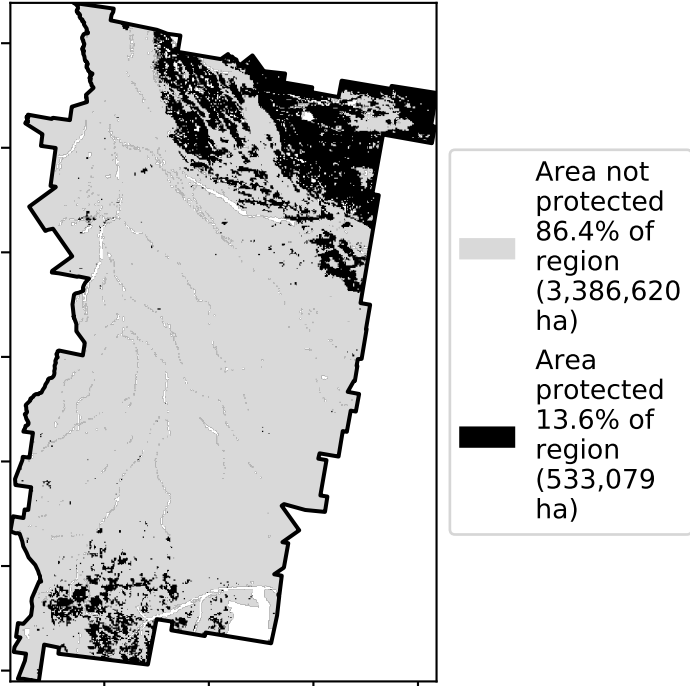 Area not
protected
86.4% of
region
(3,386,620
ha)
Area
protected
13.6% of
region
(533,079
ha)